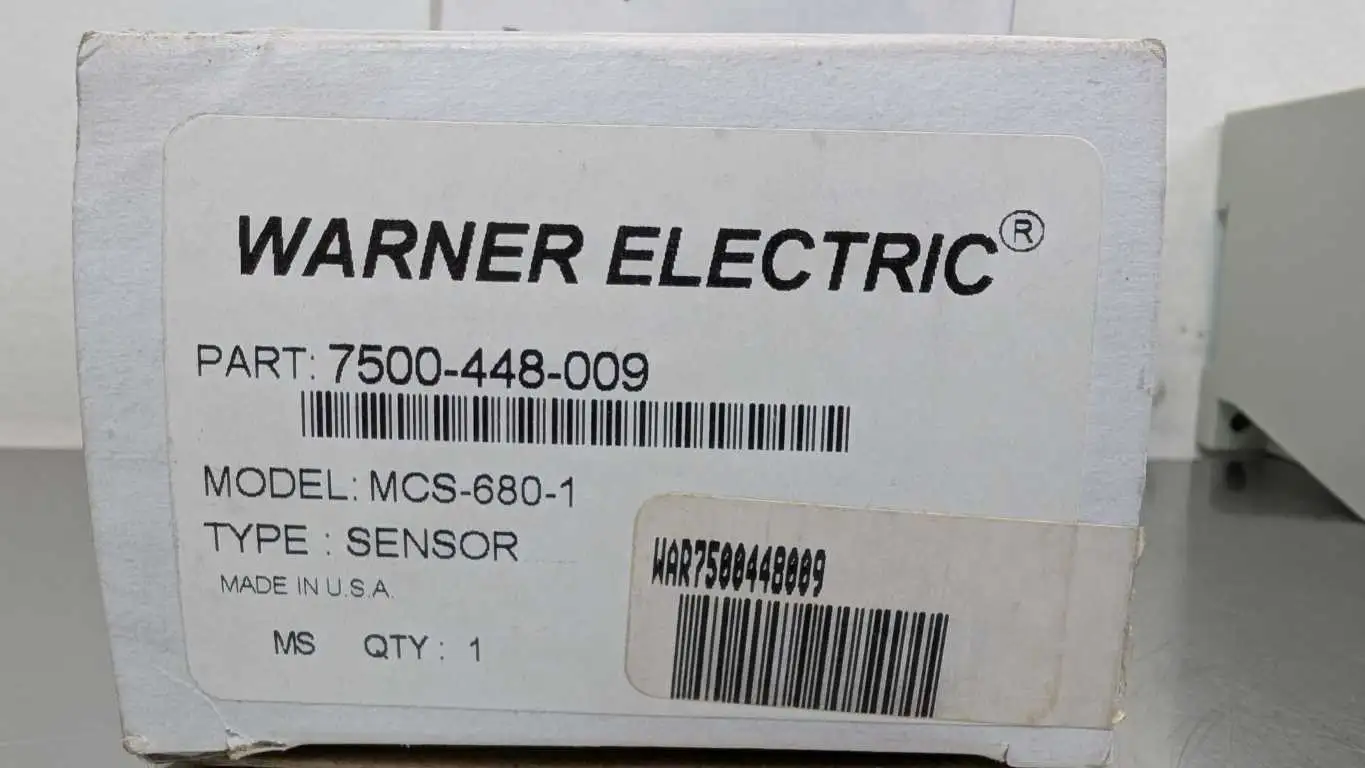 WARNER ELECTRIC®
PART: 7500-448-009
MODEL: MCS-680-1
TYPE : SENSOR
MADE IN U.S.A.
MS QTY : 1
WAR7500448009